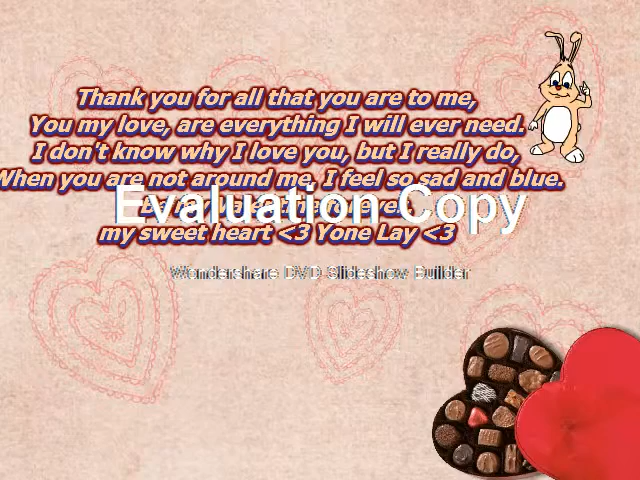 Thank you for all that you are to me,
You my love, are everything I will ever need.
I don't know why I love you, but I really do,
When you are not around me, I feel so sad and blue.
Evaluation Copy
my sweet heart <3 Yone Lay <3
Wondershare DVD Slideshow Builder